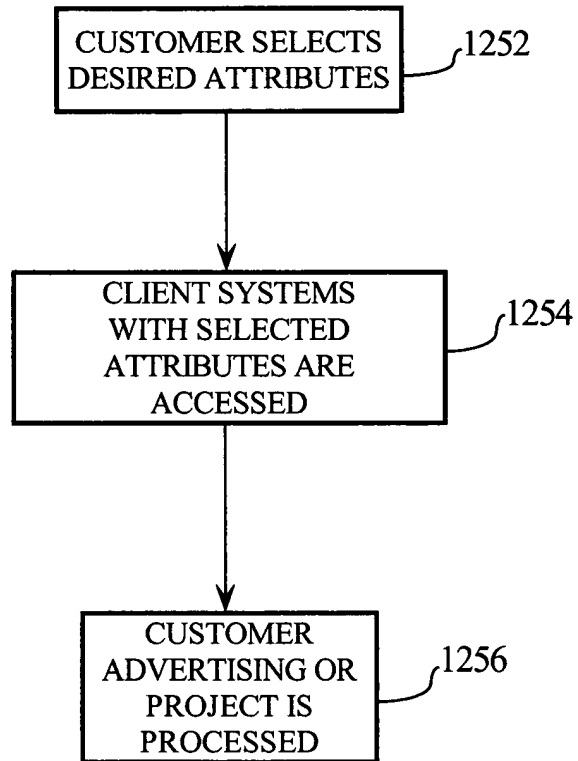 CUSTOMER SELECTS
DESIRED ATTRIBUTES
1252
CLIENT SYSTEMS
WITH SELECTED
ATTRIBUTES ARE
ACCESSED
1254
CUSTOMER
ADVERTISING OR
PROJECT IS
PROCESSED
1256